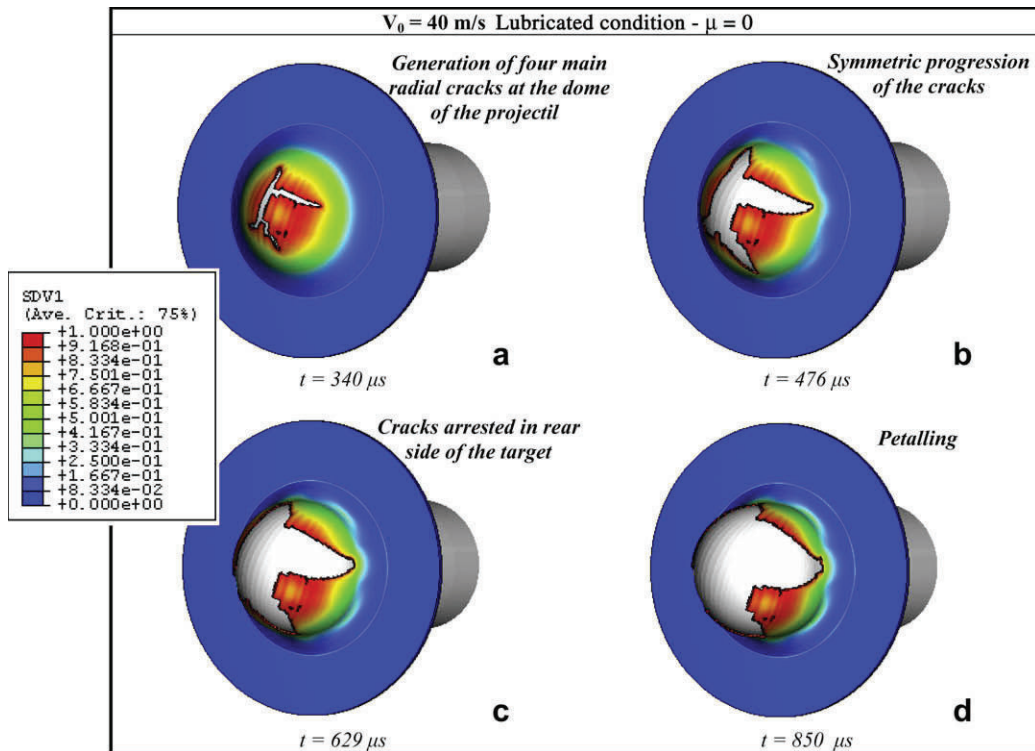 V₀ = 40 m/s Lubricated condition - μ = 0
Generation of four main
radial cracks at the dome
of the projectil
a
t = 340 μs
Symmetric progression
of the cracks
b
t = 476 μs
SDV1
(Ave. Crit.: 75%)
+1.000e+00
+9.168e-01
+8.334e-01
+7.501e-01
+6.667e-01
+5.834e-01
+5.001e-01
+4.167e-01
+3.334e-01
+2.500e-01
+1.667e-01
+8.334e-02
+0.000e+00
Cracks arrested in rear
side of the target
c
t = 629 μs
Petalling
d
t = 850 μs